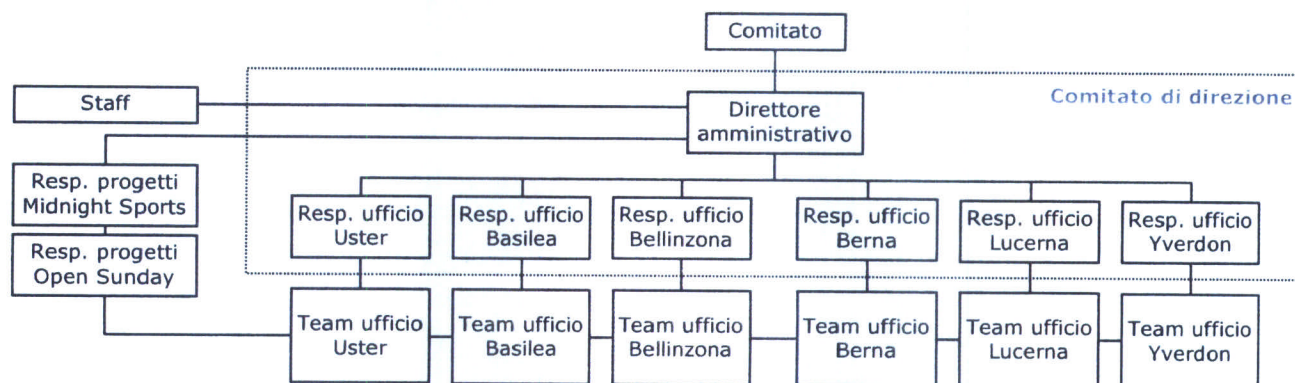 Comitato
Comitato di direzione
Staff
Direttore
amministrativo
Resp. progetti
Midnight Sports
Resp. progetti
Open Sunday
Resp. ufficio
Uster
Resp. ufficio
Basilea
Resp. ufficio
Bellinzona
Resp. ufficio
Berna
Resp. ufficio
Lucerna
Resp. ufficio
Yverdon
Team ufficio
Uster
Team ufficio
Basilea
Team ufficio
Bellinzona
Team ufficio
Berna
Team ufficio
Lucerna
Team ufficio
Yverdon